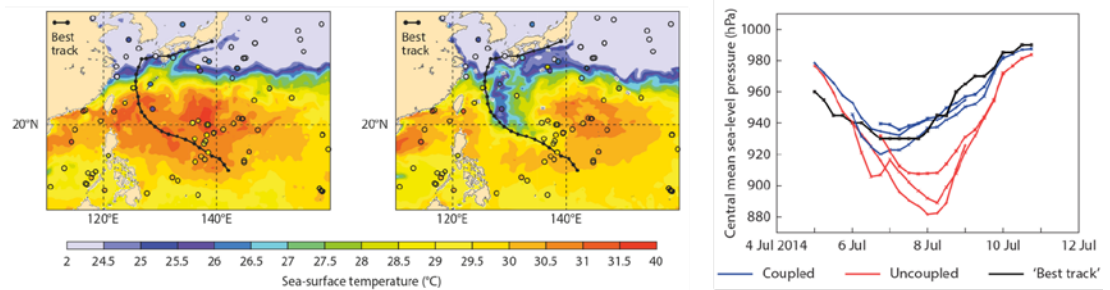 Best
track
20°N
120°E 140°E
Best
track
20°N
120°E 140°E
2 24.5 25 25.5 26 26.5 27 27.5 28 28.5 29 29.5 30 30.5 31 31.5 40
Sea-surface temperature (°C)
Central mean sea-level pressure (hPa)
1000
980
960
940
920
900
880
4 Jul 2014 6 Jul 8 Jul 10 Jul 12 Jul
Coupled Uncoupled 'Best track'